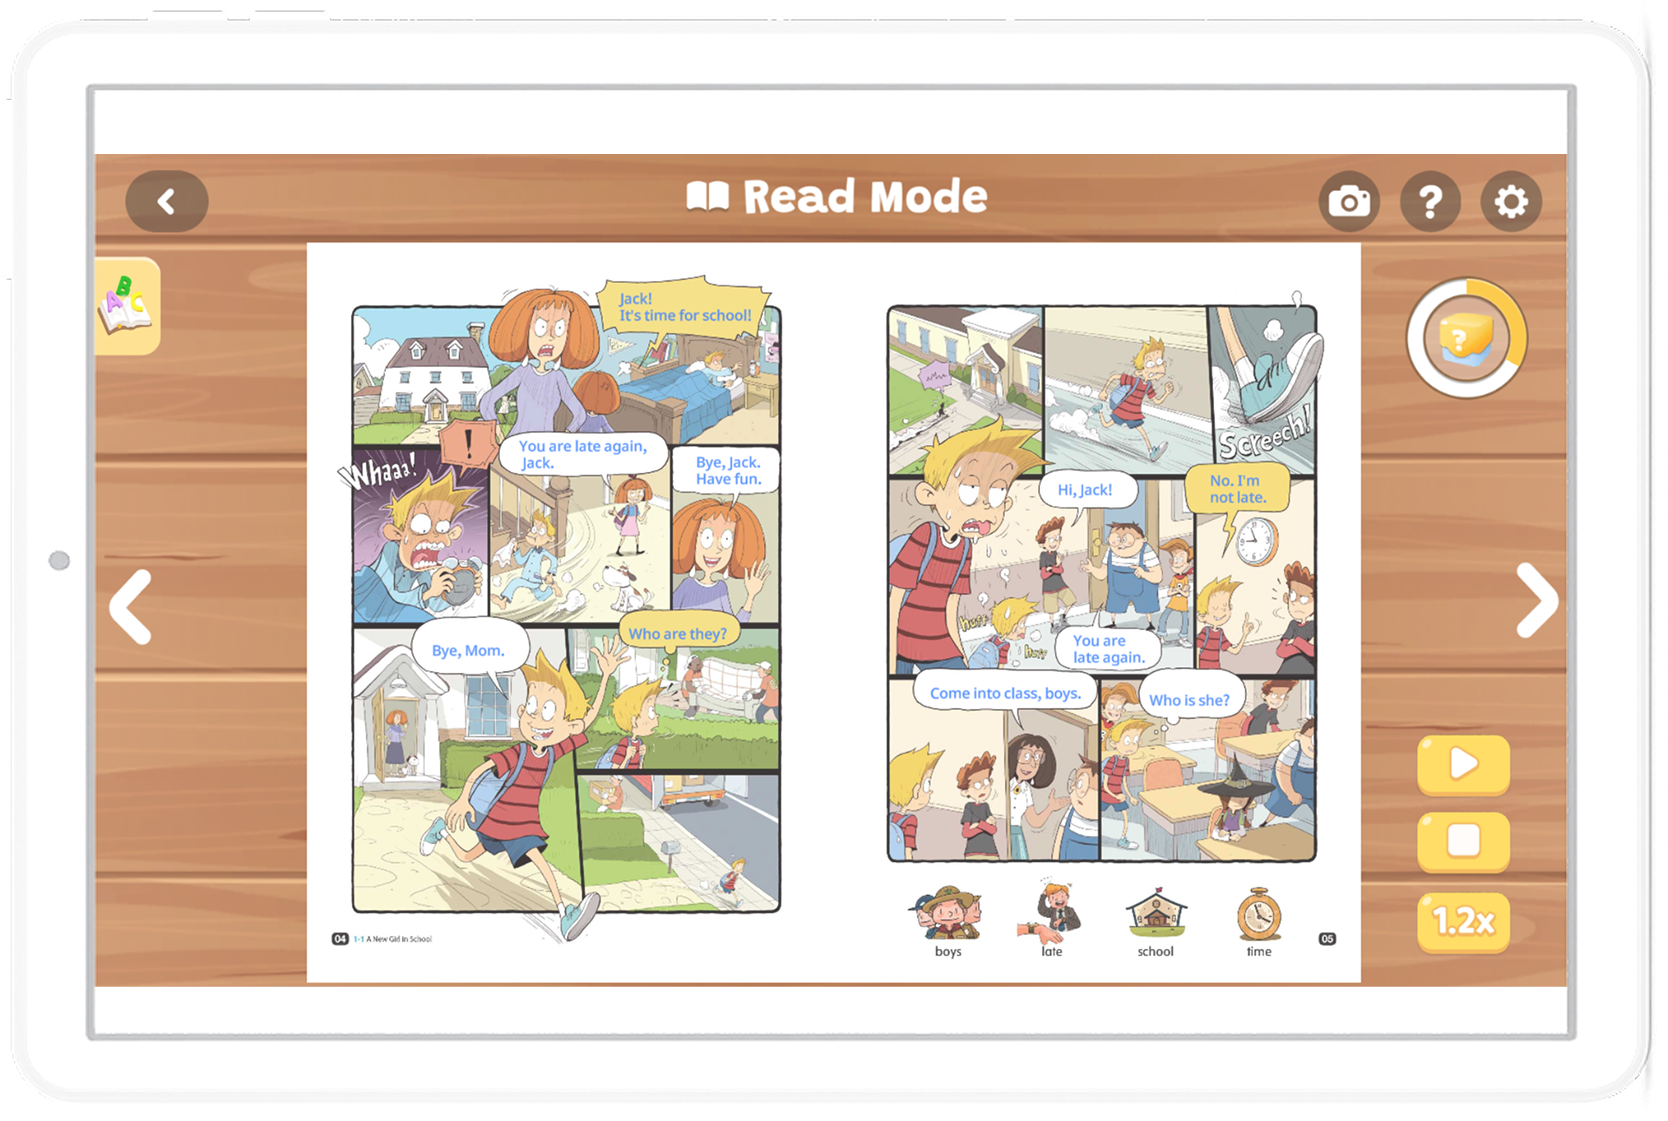 Read Mode
A
B
C
Jack!
It's time for school!
!
Whaaa!
You are late again,
Jack.
Bye, Jack.
Have fun.
Bye, Mom.
Who are they?
04 1-1 A New Girl In School
Screech!
Hi, Jack!
No. I'm
not late.
Huff
Huff
You are
late again.
Come into class, boys.
Who is she?
boys
late
school
time
05
?
?
1.2x